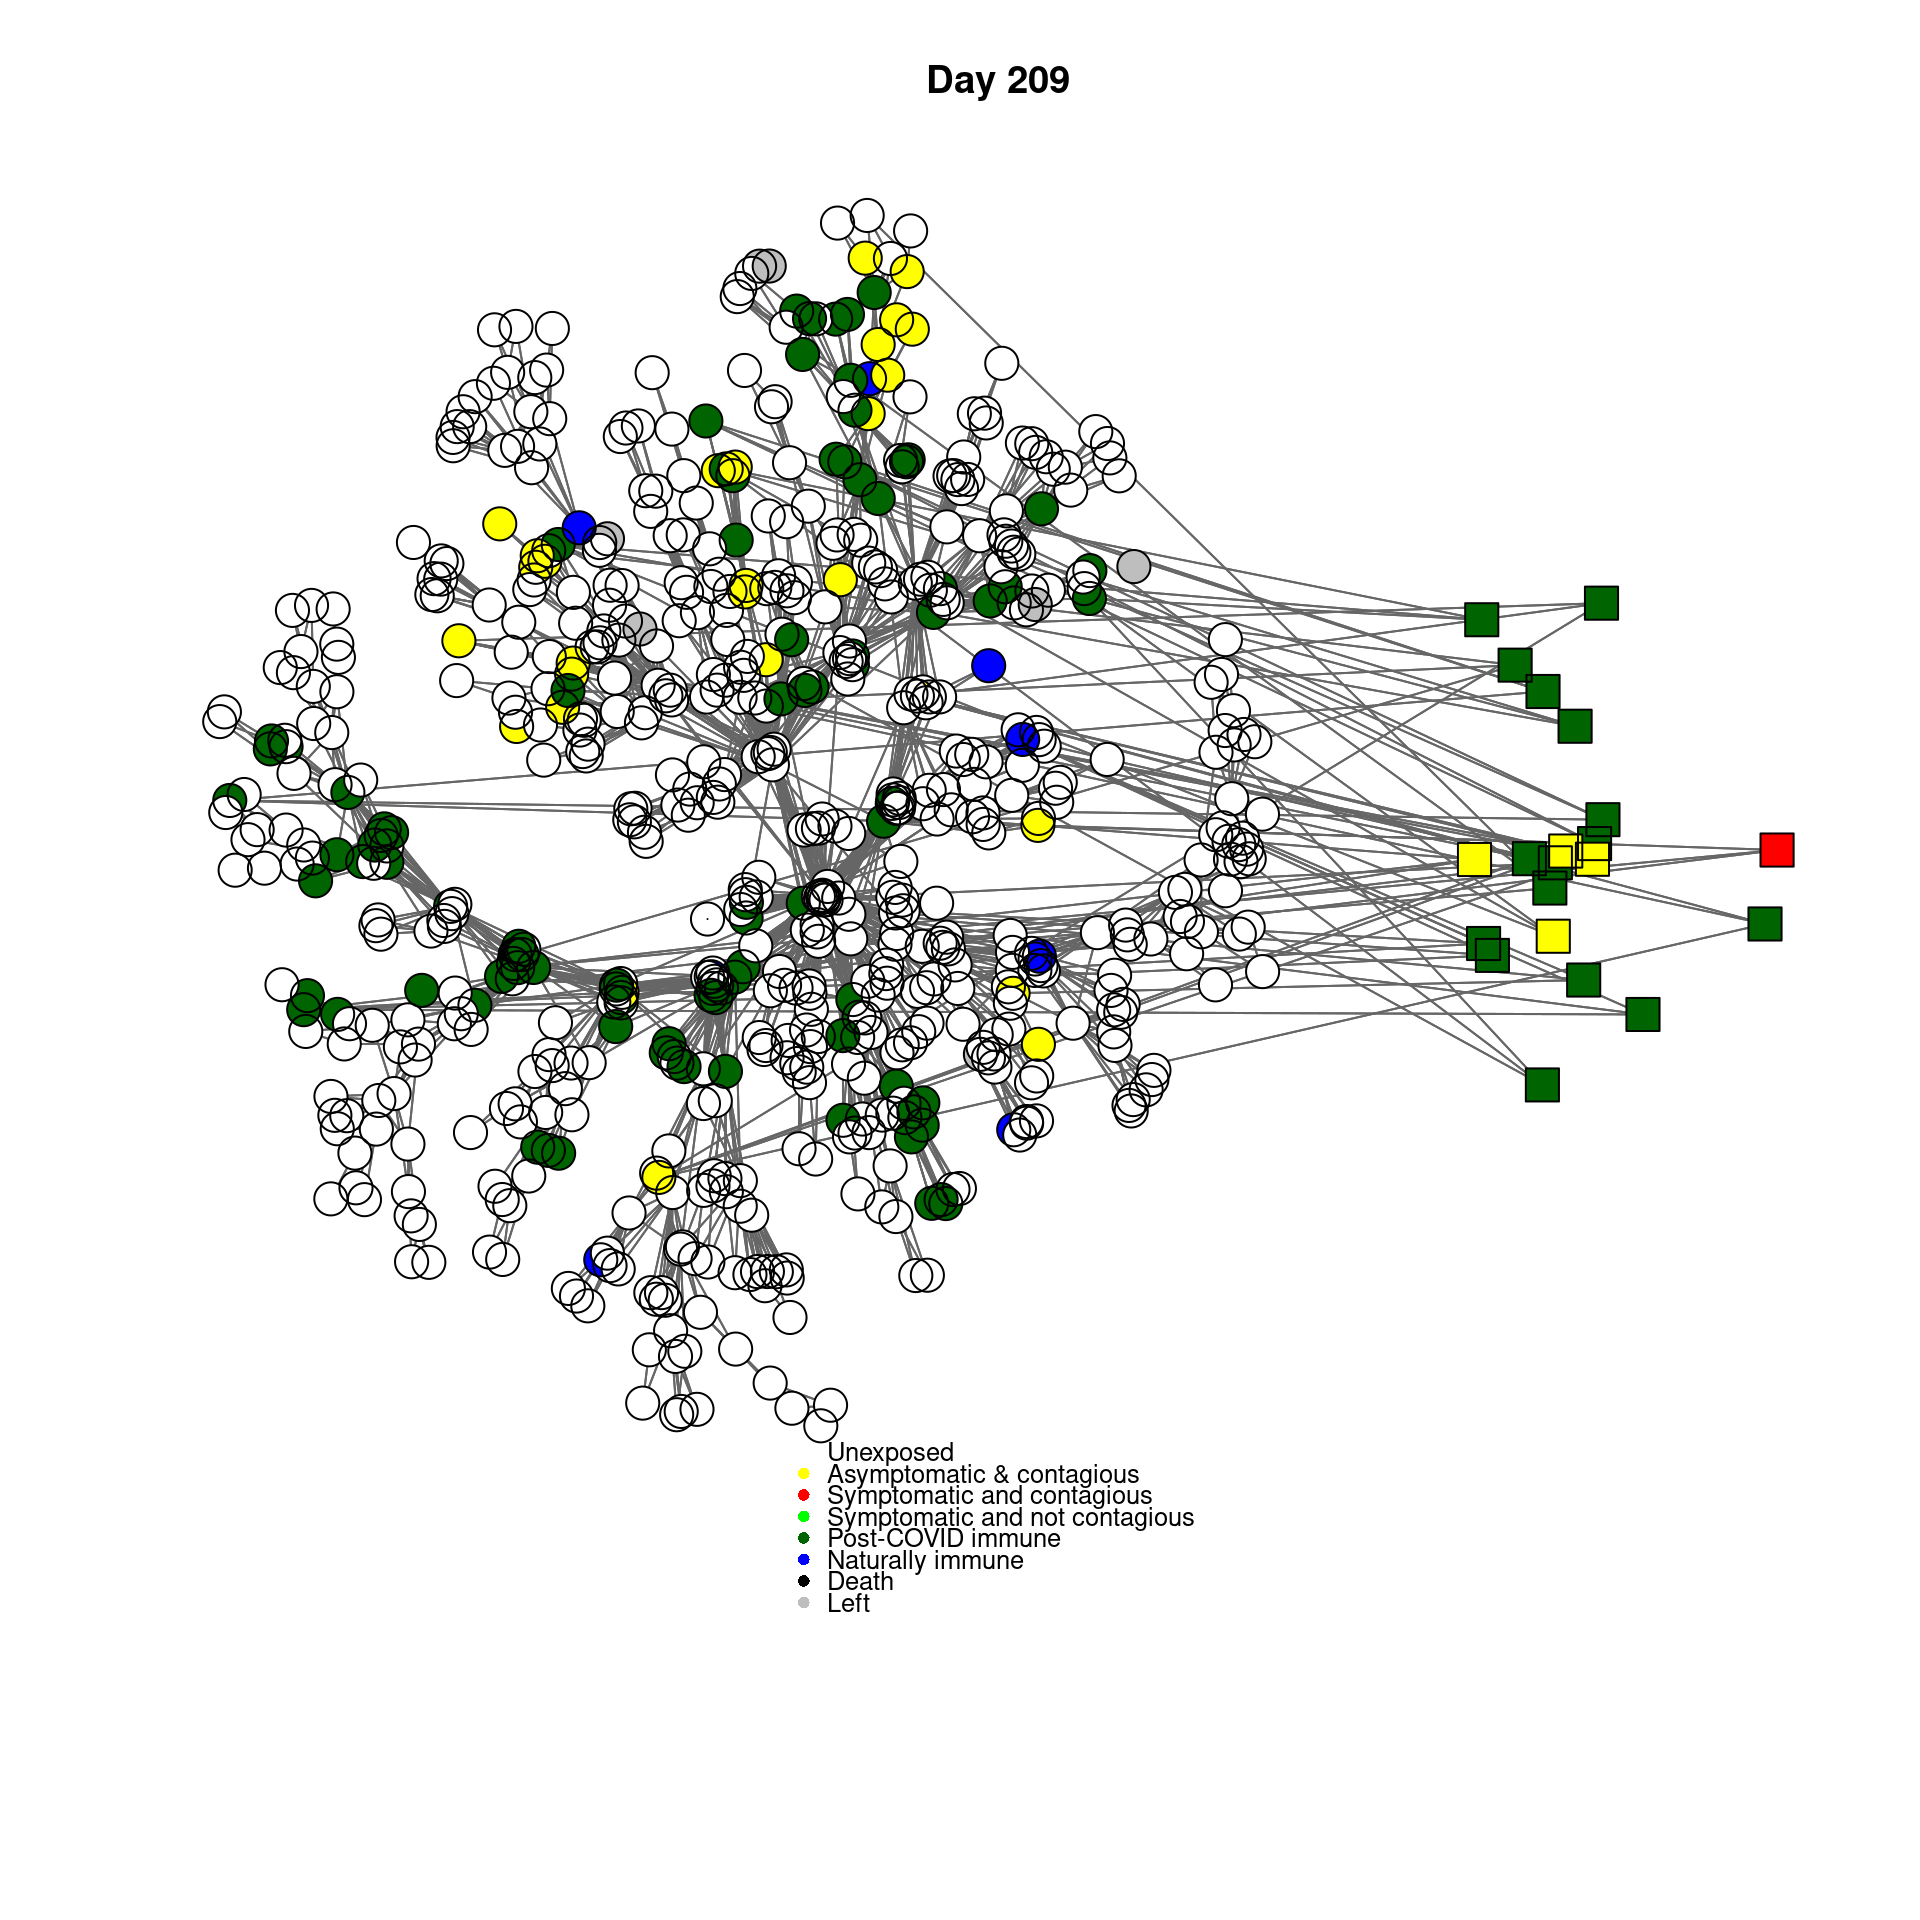 Day 209
Unexposed
Asymptomatic & contagious
Symptomatic and contagious
Symptomatic and not contagious
Post-COVID immune
Naturally immune
Death
Left